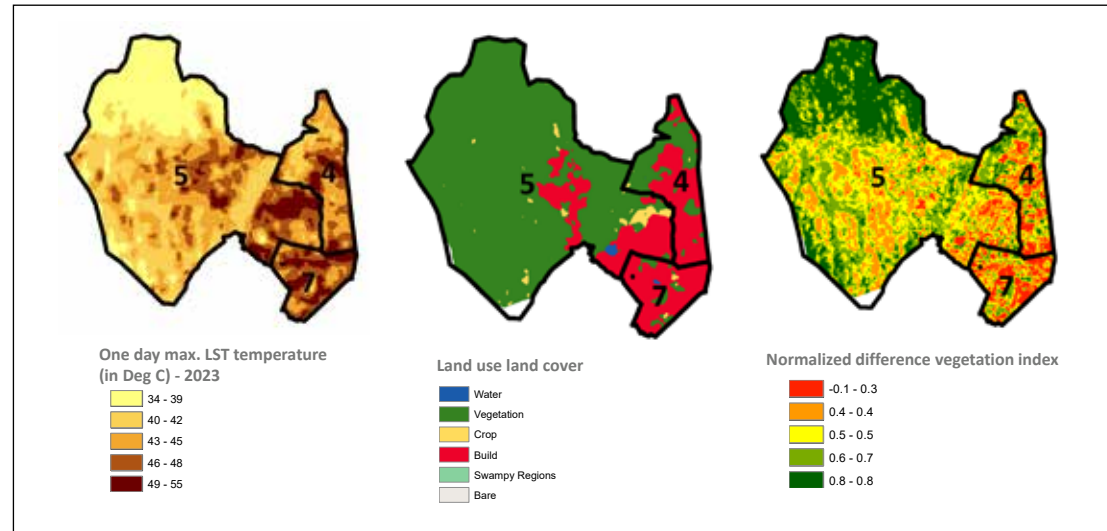 5
4
7
5
4
7
5
4
7
One day max. LST temperature
(in Deg C) - 2023
34 - 39
40 - 42
43 - 45
46 - 48
49 - 55
Land use land cover
Water
Vegetation
Crop
Build
Swampy Regions
Bare
Normalized difference vegetation index
-0.1 - 0.3
0.4 - 0.4
0.5 - 0.5
0.6 - 0.7
0.8 - 0.8